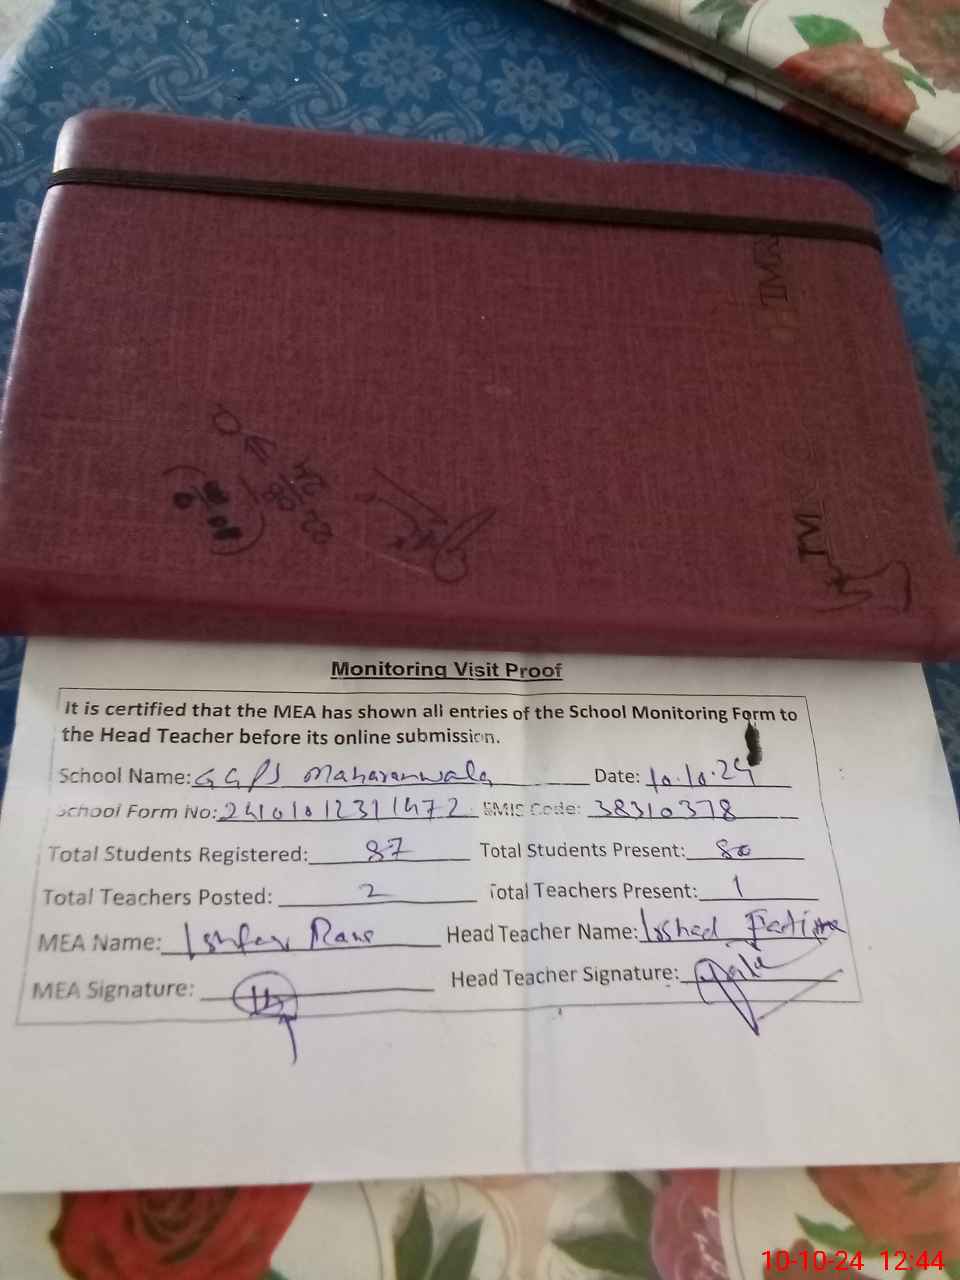 Monitoring Visit Proof
It is certified that the MEA has shown all entries of the School Monitoring Form to
the Head Teacher before its online submission.
School Name: GGPS Maharanwala Date: 10.10.24
School Form No: 2410101231 1472 EMIS Code: 38310378
Total Students Registered: 87 Total Students Present: 80
Total Teachers Posted: 2 Total Teachers Present: 1
MEA Name: Head Teacher Name: Irshad Fatima
MEA Signature: Head Teacher Signature:
10-10-24 12:44